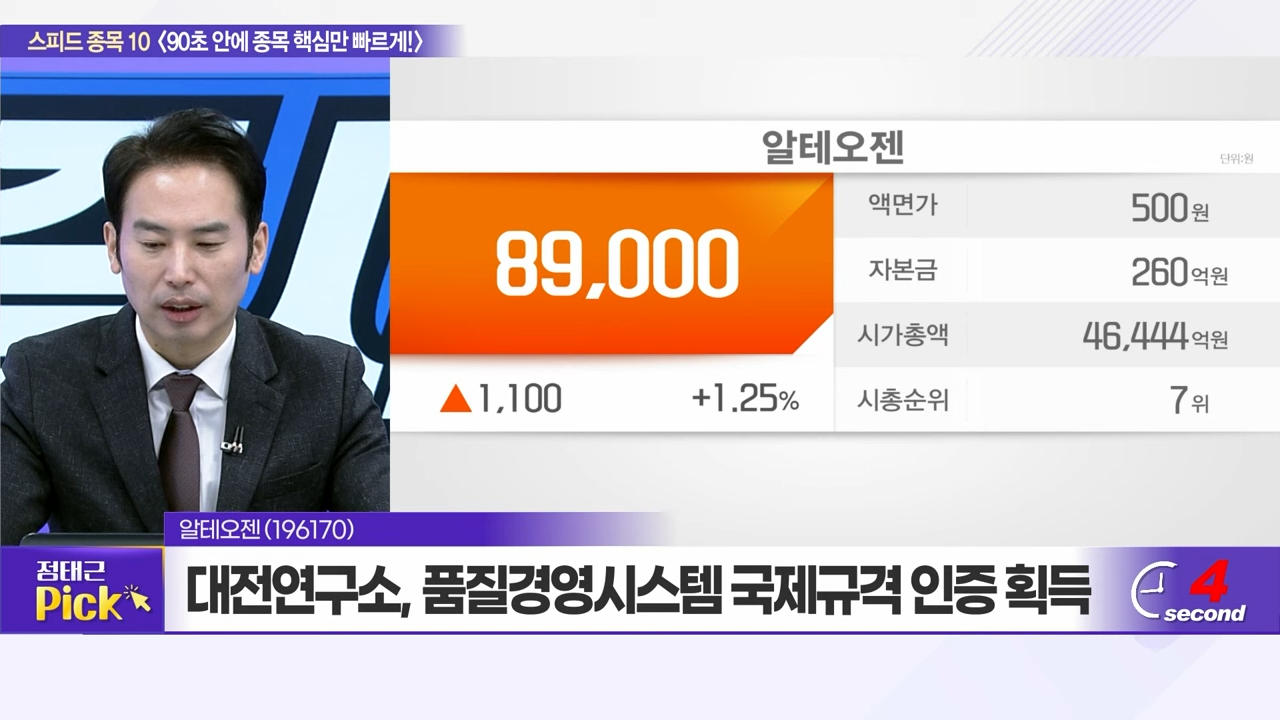 스피드 종목 10 <90초 안에 종목 핵심만 빠르게!>
알테오젠
단위:원
89,000
▲1,100 +1.25%
액면가 500원
자본금 260억원
시가총액 46,444억원
시총순위 7위
알테오젠(196170)
정태근
Pick
대전연구소, 품질경영시스템 국제규격 인증 획득
4
second